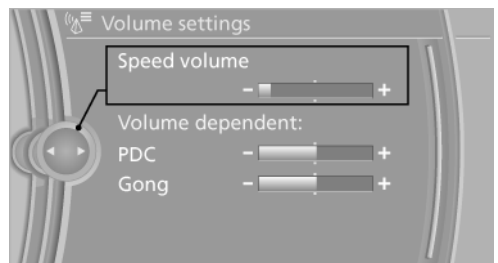 Volume settings
Speed volume
- +
Volume dependent:
PDC - +
Gong - +